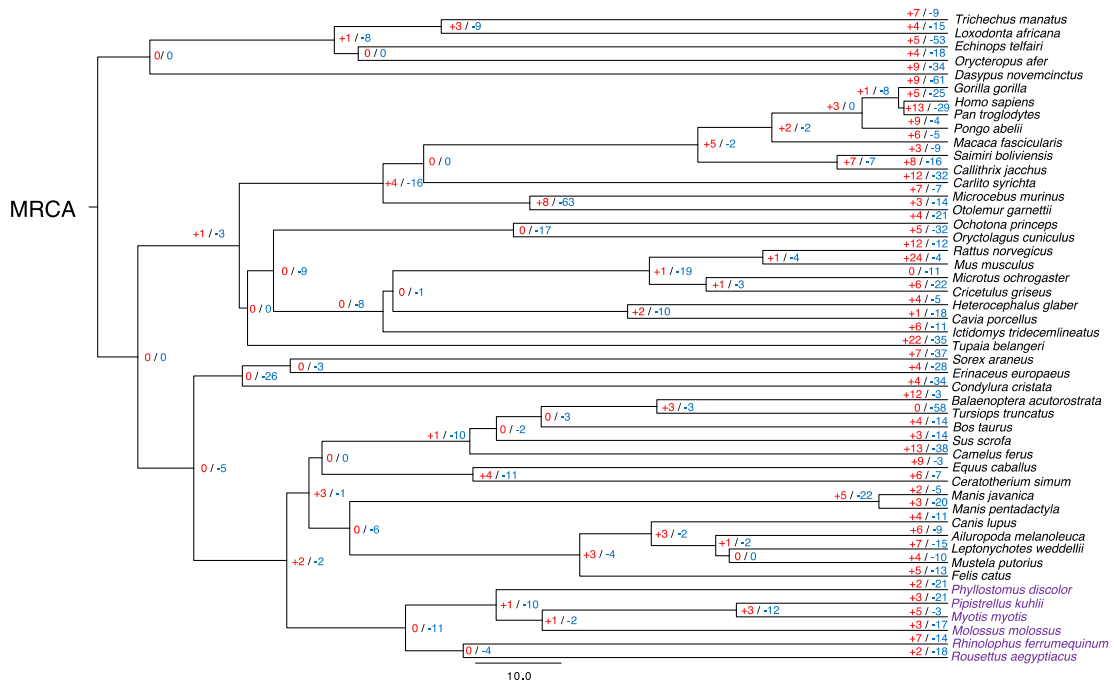 +7 / -9
Trichechus manatus
+3 / -9
+4 / -15
Loxodonta africana
+1 / -8
+5 / -53
Echinops telfairi
0 / 0
+4 / -18
Orycteropus afer
0/ 0
+9 / -34
Dasypus novemcinctus
+9 / -61
Gorilla gorilla
+1 / -8
+5 / -25
Homo sapiens
+3 / 0
+13 / -29
Pan troglodytes
+9 / -4
Pongo abelii
+2 / -2
+6 / -5
Macaca fascicularis
+5 / -2
+3 / -9
Saimiri boliviensis
0 / 0
+7 / -7
+8 / -16
Callithrix jacchus
+4 / -16
+12 / -32
Carlito syrichta
+7 / -7
Microcebus murinus
+8 / -63
+3 / -14
Otolemur garnettii
MRCA
+4 / -21
Ochotona princeps
+1 / -3
0 / -17
+5 / -32
Oryctolagus cuniculus
+12 / -12
Rattus norvegicus
+1 / -4
+24 / -4
Mus musculus
0 / -9
+1 / -19
0 / -11
Microtus ochrogaster
+1 / -3
+6 / -22
Cricetulus griseus
0 / -1
+4 / -5
Heterocephalus glaber
0 / -8
0/ 0
+2 / -10
+1 / -18
Cavia porcellus
+6 / -11
Ictidomys tridecemlineatus
+22 / -35
Tupaia belangeri
0 / 0
+7 / -37
Sorex araneus
0 / -3
+4 / -28
Erinaceus europaeus
0 / -26
+4 / -34
Condylura cristata
+12 / -3
Balaenoptera acutorostrata
+3 / -3
0 / -58
Tursiops truncatus
0 / -3
+4 / -14
Bos taurus
0 / -2
+3 / -14
Sus scrofa
+1 / -10
+13 / -38
Camelus ferus
0 / 0
+9 / -3
Equus caballus
0 / -5
+4 / -11
+6 / -7
Ceratotherium simum
+3 / -1
+5 / -22
+2 / -5
Manis javanica
+3 / -20
Manis pentadactyla
0 / -6
+4 / -11
Canis lupus
+3 / -2
+6 / -9
Ailuropoda melanoleuca
+1 / -2
+7 / -15
Leptonychotes weddellii
+2 / -2
+3 / -4
0/ 0
+4 / -10
Mustela putorius
+5 / -13
Felis catus
+2 / -21
Phyllostomus discolor
+1 / -10
+3 / -21
Pipistrellus kuhlii
+3 / -12
+5 / -3
Myotis myotis
0 / -11
+1 / -2
+3 / -17
Molossus molossus
+7 / -14
Rhinolophus ferrumequinum
0 / -4
+2 / -18
Rousettus aegyptiacus
10.0